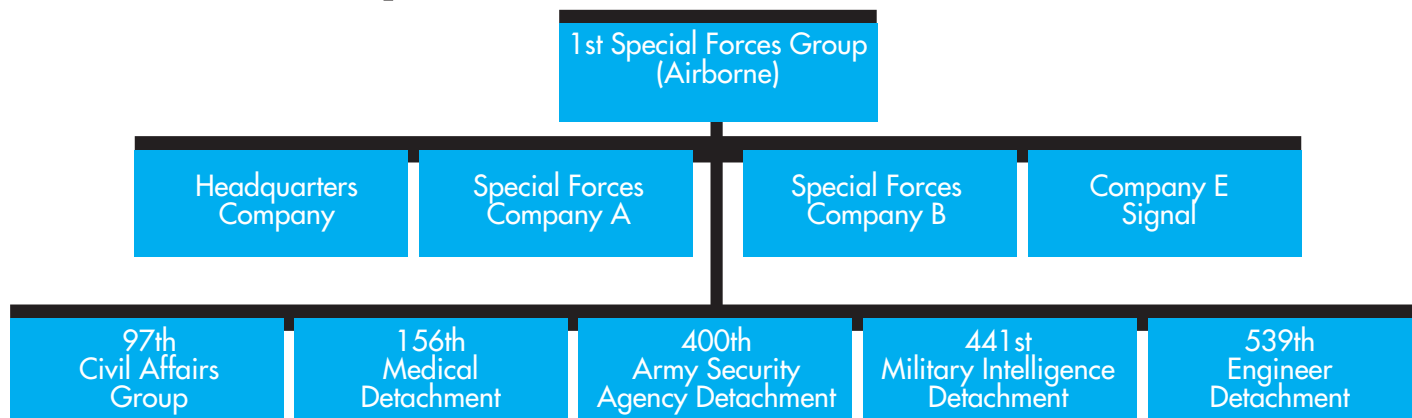 1st Special Forces Group
(Airborne)
Headquarters
Company
Special Forces
Company A
Special Forces
Company B
Company E
Signal
97th
Civil Affairs
Group
156th
Medical
Detachment
400th
Army Security
Agency Detachment
441st
Military Intelligence
Detachment
539th
Engineer
Detachment